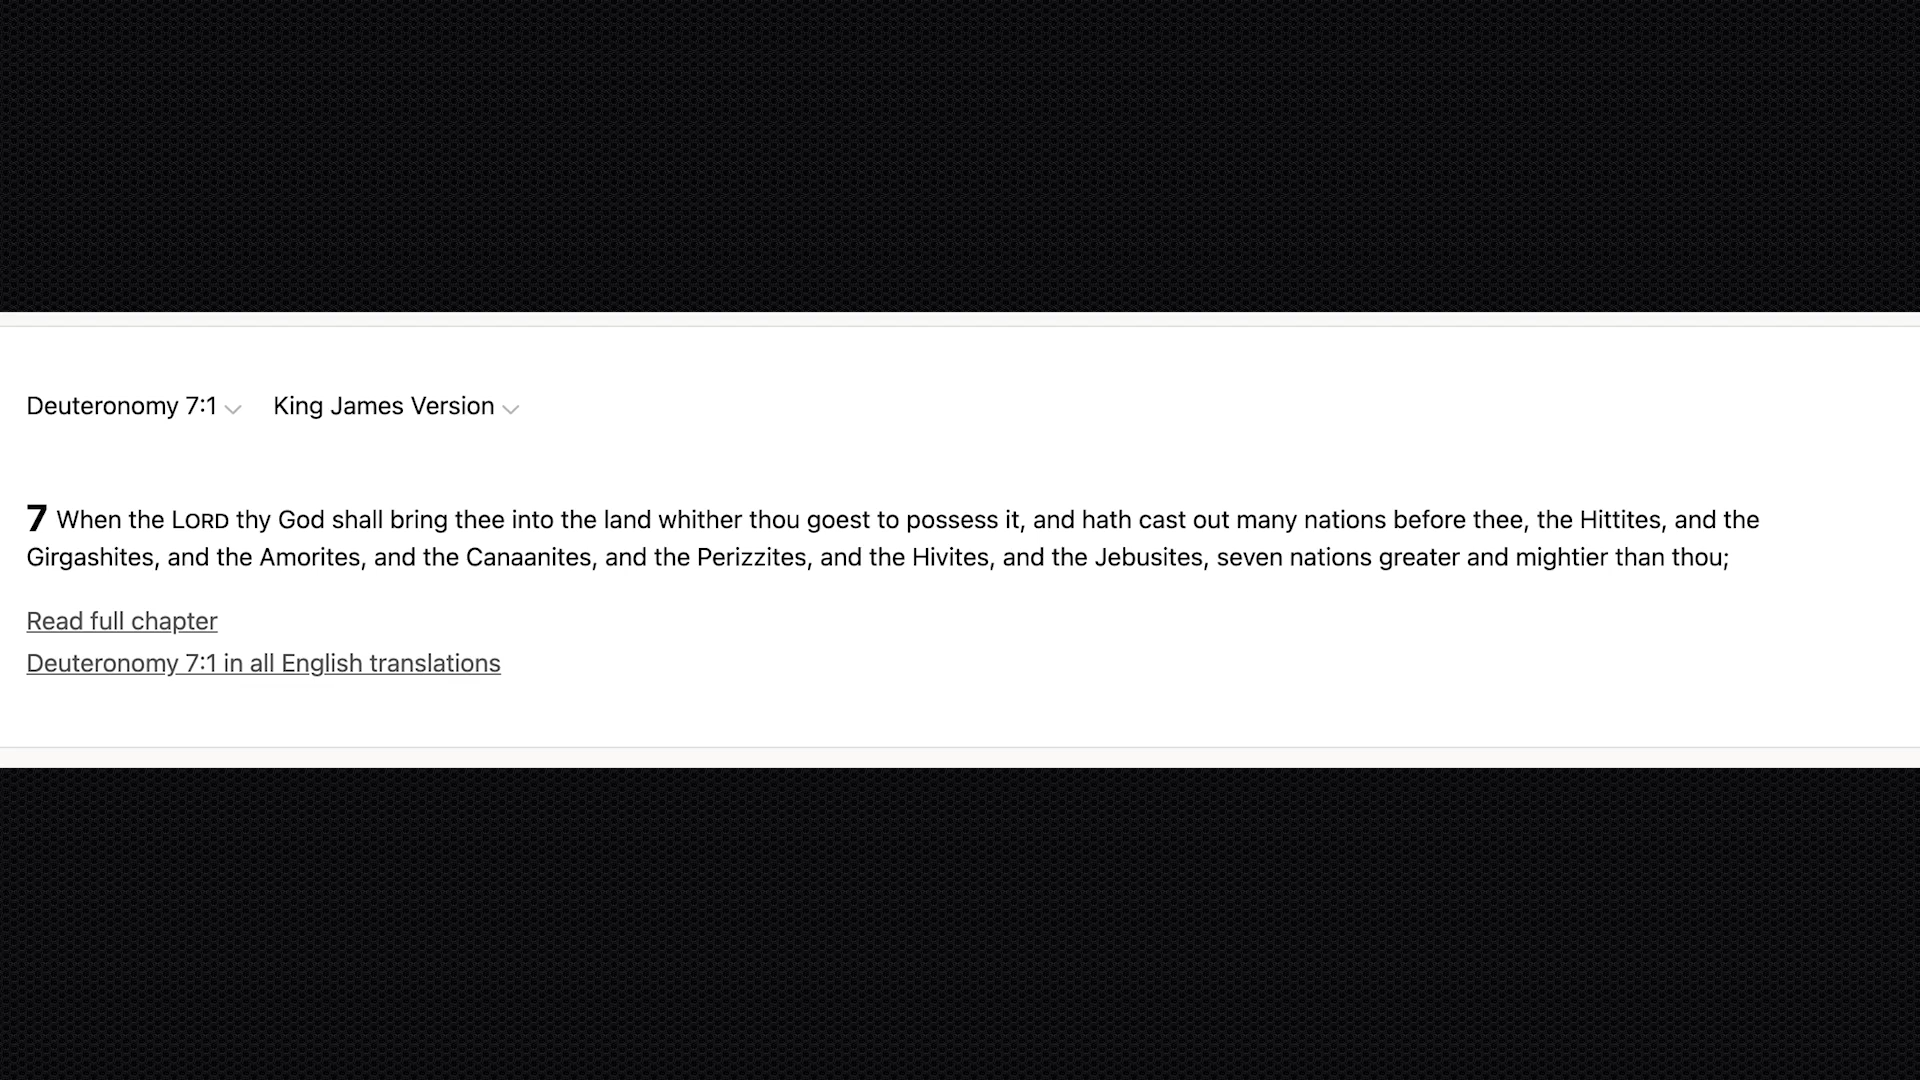 Deuteronomy 7:1 King James Version
7 When the LORD thy God shall bring thee into the land whither thou goest to possess it, and hath cast out many nations before thee, the Hittites, and the
Girgashites, and the Amorites, and the Canaanites, and the Perizzites, and the Hivites, and the Jebusites, seven nations greater and mightier than thou;
Read full chapter
Deuteronomy 7:1 in all English translations